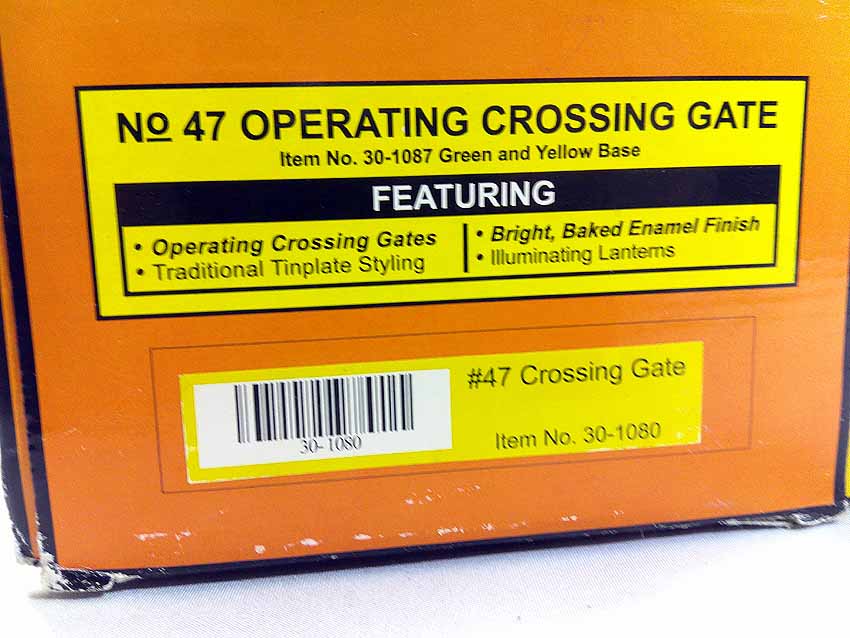 Nº 47 OPERATING CROSSING GATE
Item No. 30-1087 Green and Yellow Base
FEATURING
• Operating Crossing Gates
• Traditional Tinplate Styling
• Bright, Baked Enamel Finish
• Illuminating Lanterns
#47 Crossing Gate
30-1080
Item No. 30-1080